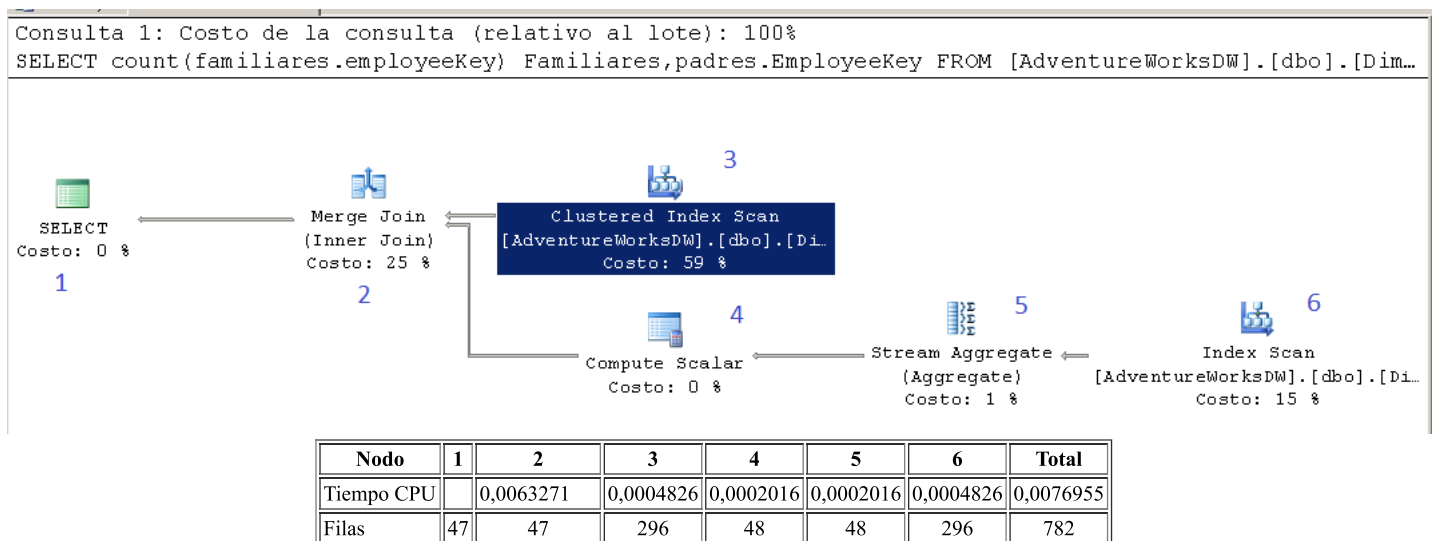 Consulta 1: Costo de la consulta (relativo al lote): 100%
SELECT count(familiares.employeeKey) Familiares,padres.EmployeeKey FROM [AdventureWorksDW].[dbo].[Dim…
3
SELECT
Costo: 0 %
1
Merge Join
(Inner Join)
Costo: 25 %
2
Clustered Index Scan
[AdventureWorksDW].[dbo].[Di…
Costo: 59 %
4
Compute Scalar
Costo: 0 %
5
Stream Aggregate
(Aggregate)
Costo: 1 %
6
Index Scan
[AdventureWorksDW].[dbo].[Di…
Costo: 15 %
Nodo 1 2 3 4 5 6 Total
Tiempo CPU 0,0063271 0,0004826 0,0002016 0,0002016 0,0004826 0,0076955
Filas 47 47 296 48 48 296 782